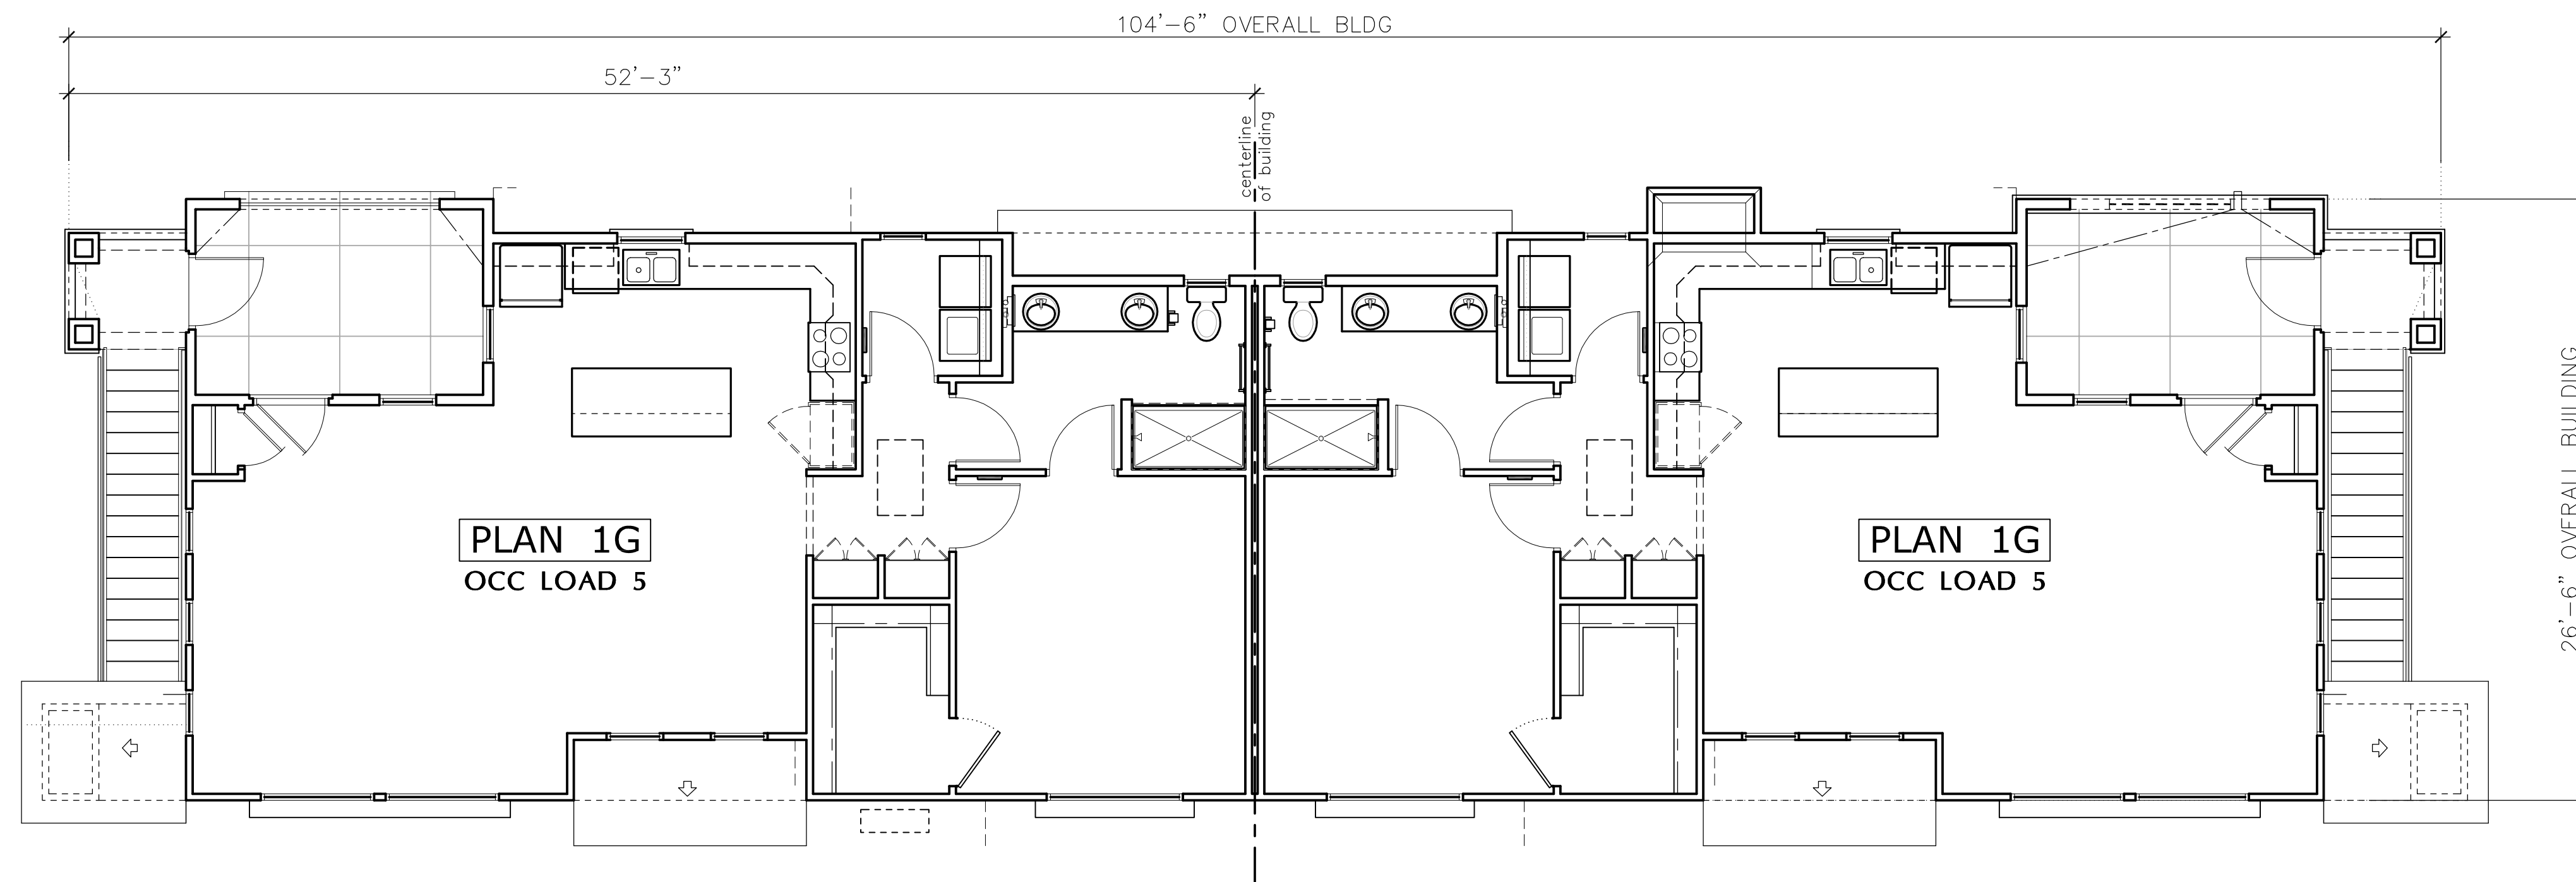 104'-6" OVERALL BLDG
52'-3"
centerline
of building
PLAN 1G
OCC LOAD 5
PLAN 1G
OCC LOAD 5
26'-6" OVERALL BUILDING